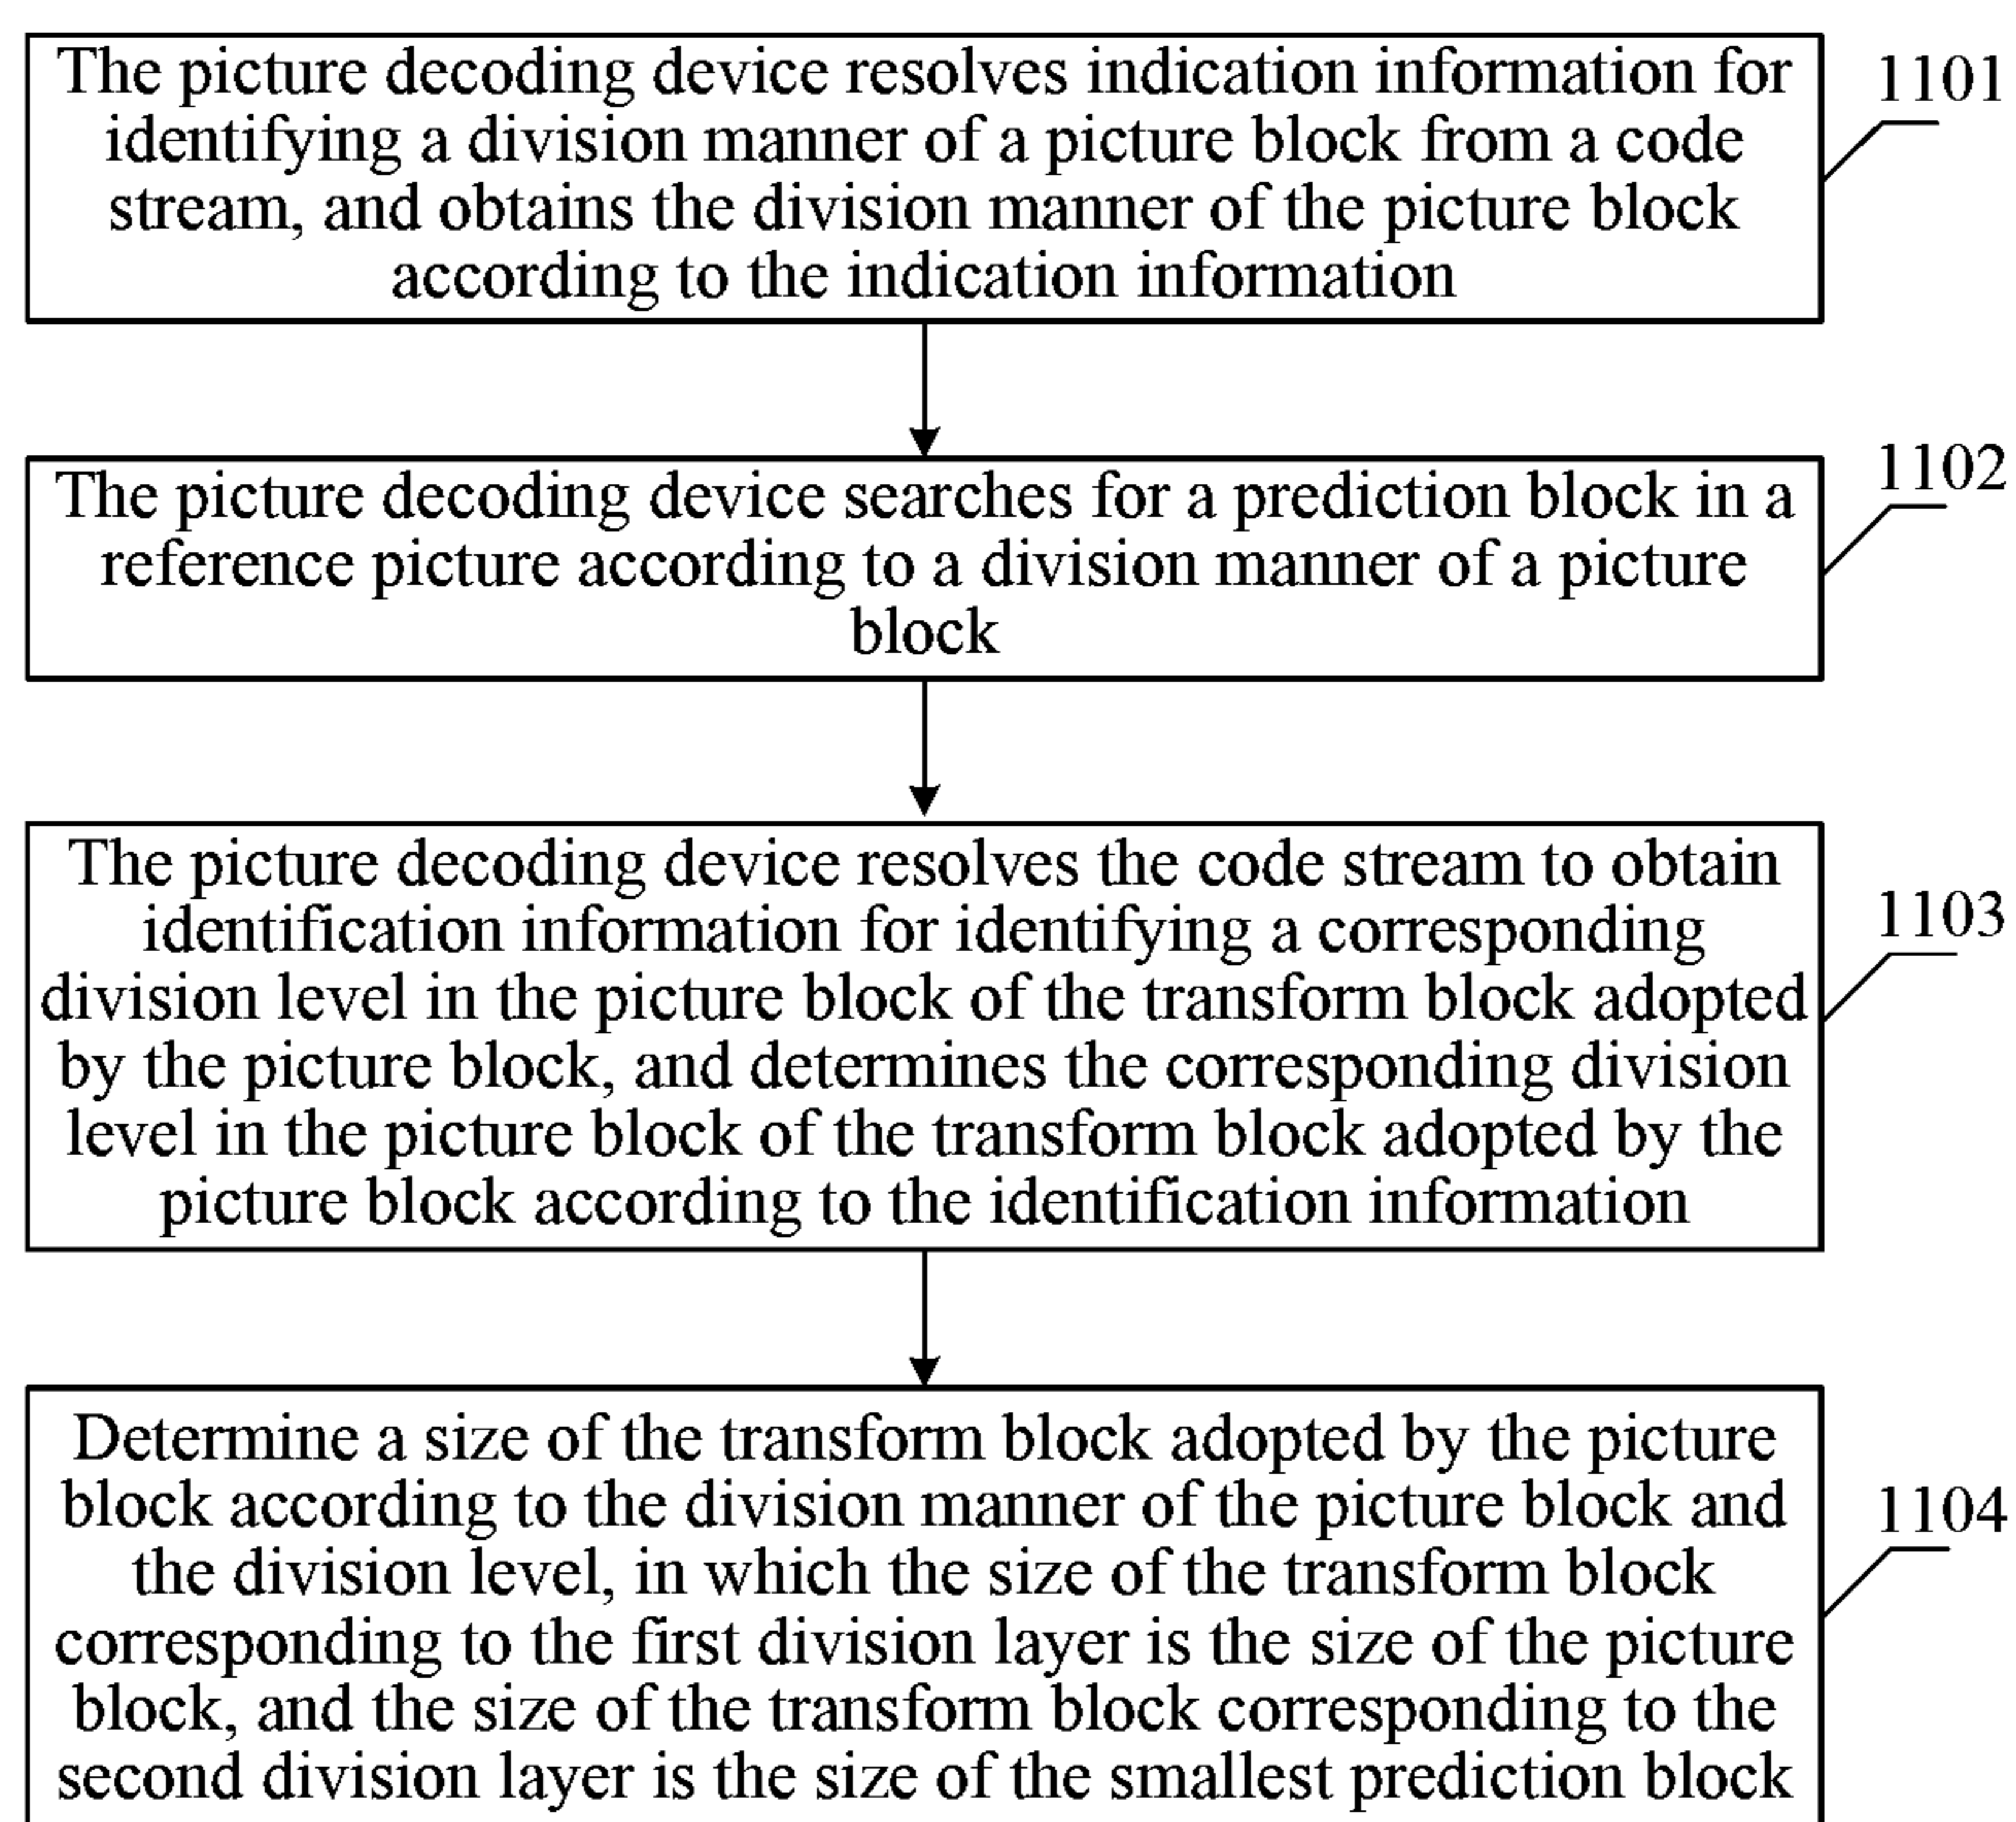 The picture decoding device resolves indication information for
identifying a division manner of a picture block from a code
stream, and obtains the division manner of the picture block
according to the indication information
1101
The picture decoding device searches for a prediction block in a
reference picture according to a division manner of a picture
block
1102
The picture decoding device resolves the code stream to obtain
identification information for identifying a corresponding
division level in the picture block of the transform block adopted
by the picture block, and determines the corresponding division
level in the picture block of the transform block adopted by the
picture block according to the identification information
1103
Determine a size of the transform block adopted by the picture
block according to the division manner of the picture block and
the division level, in which the size of the transform block
corresponding to the first division layer is the size of the picture
block, and the size of the transform block corresponding to the
second division layer is the size of the smallest prediction block
1104